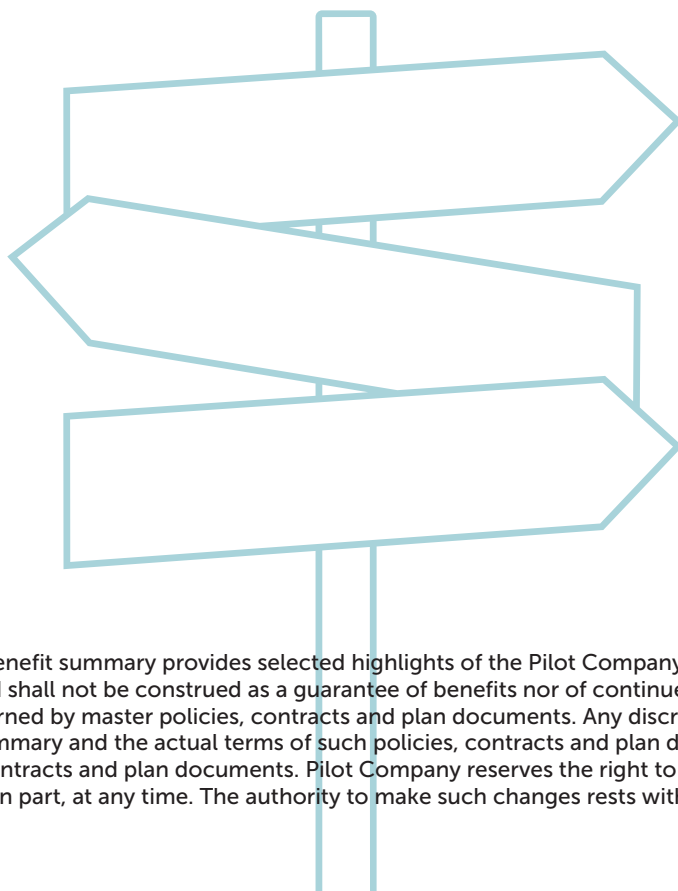 enefit summary provides selected highlights of the Pilot Company
shall not be construed as a guarantee of benefits nor of continue
rned by master policies, contracts and plan documents. Any discr
mmary and the actual terms of such policies, contracts and plan d
ntracts and plan documents. Pilot Company reserves the right to
n part, at any time. The authority to make such changes rests with